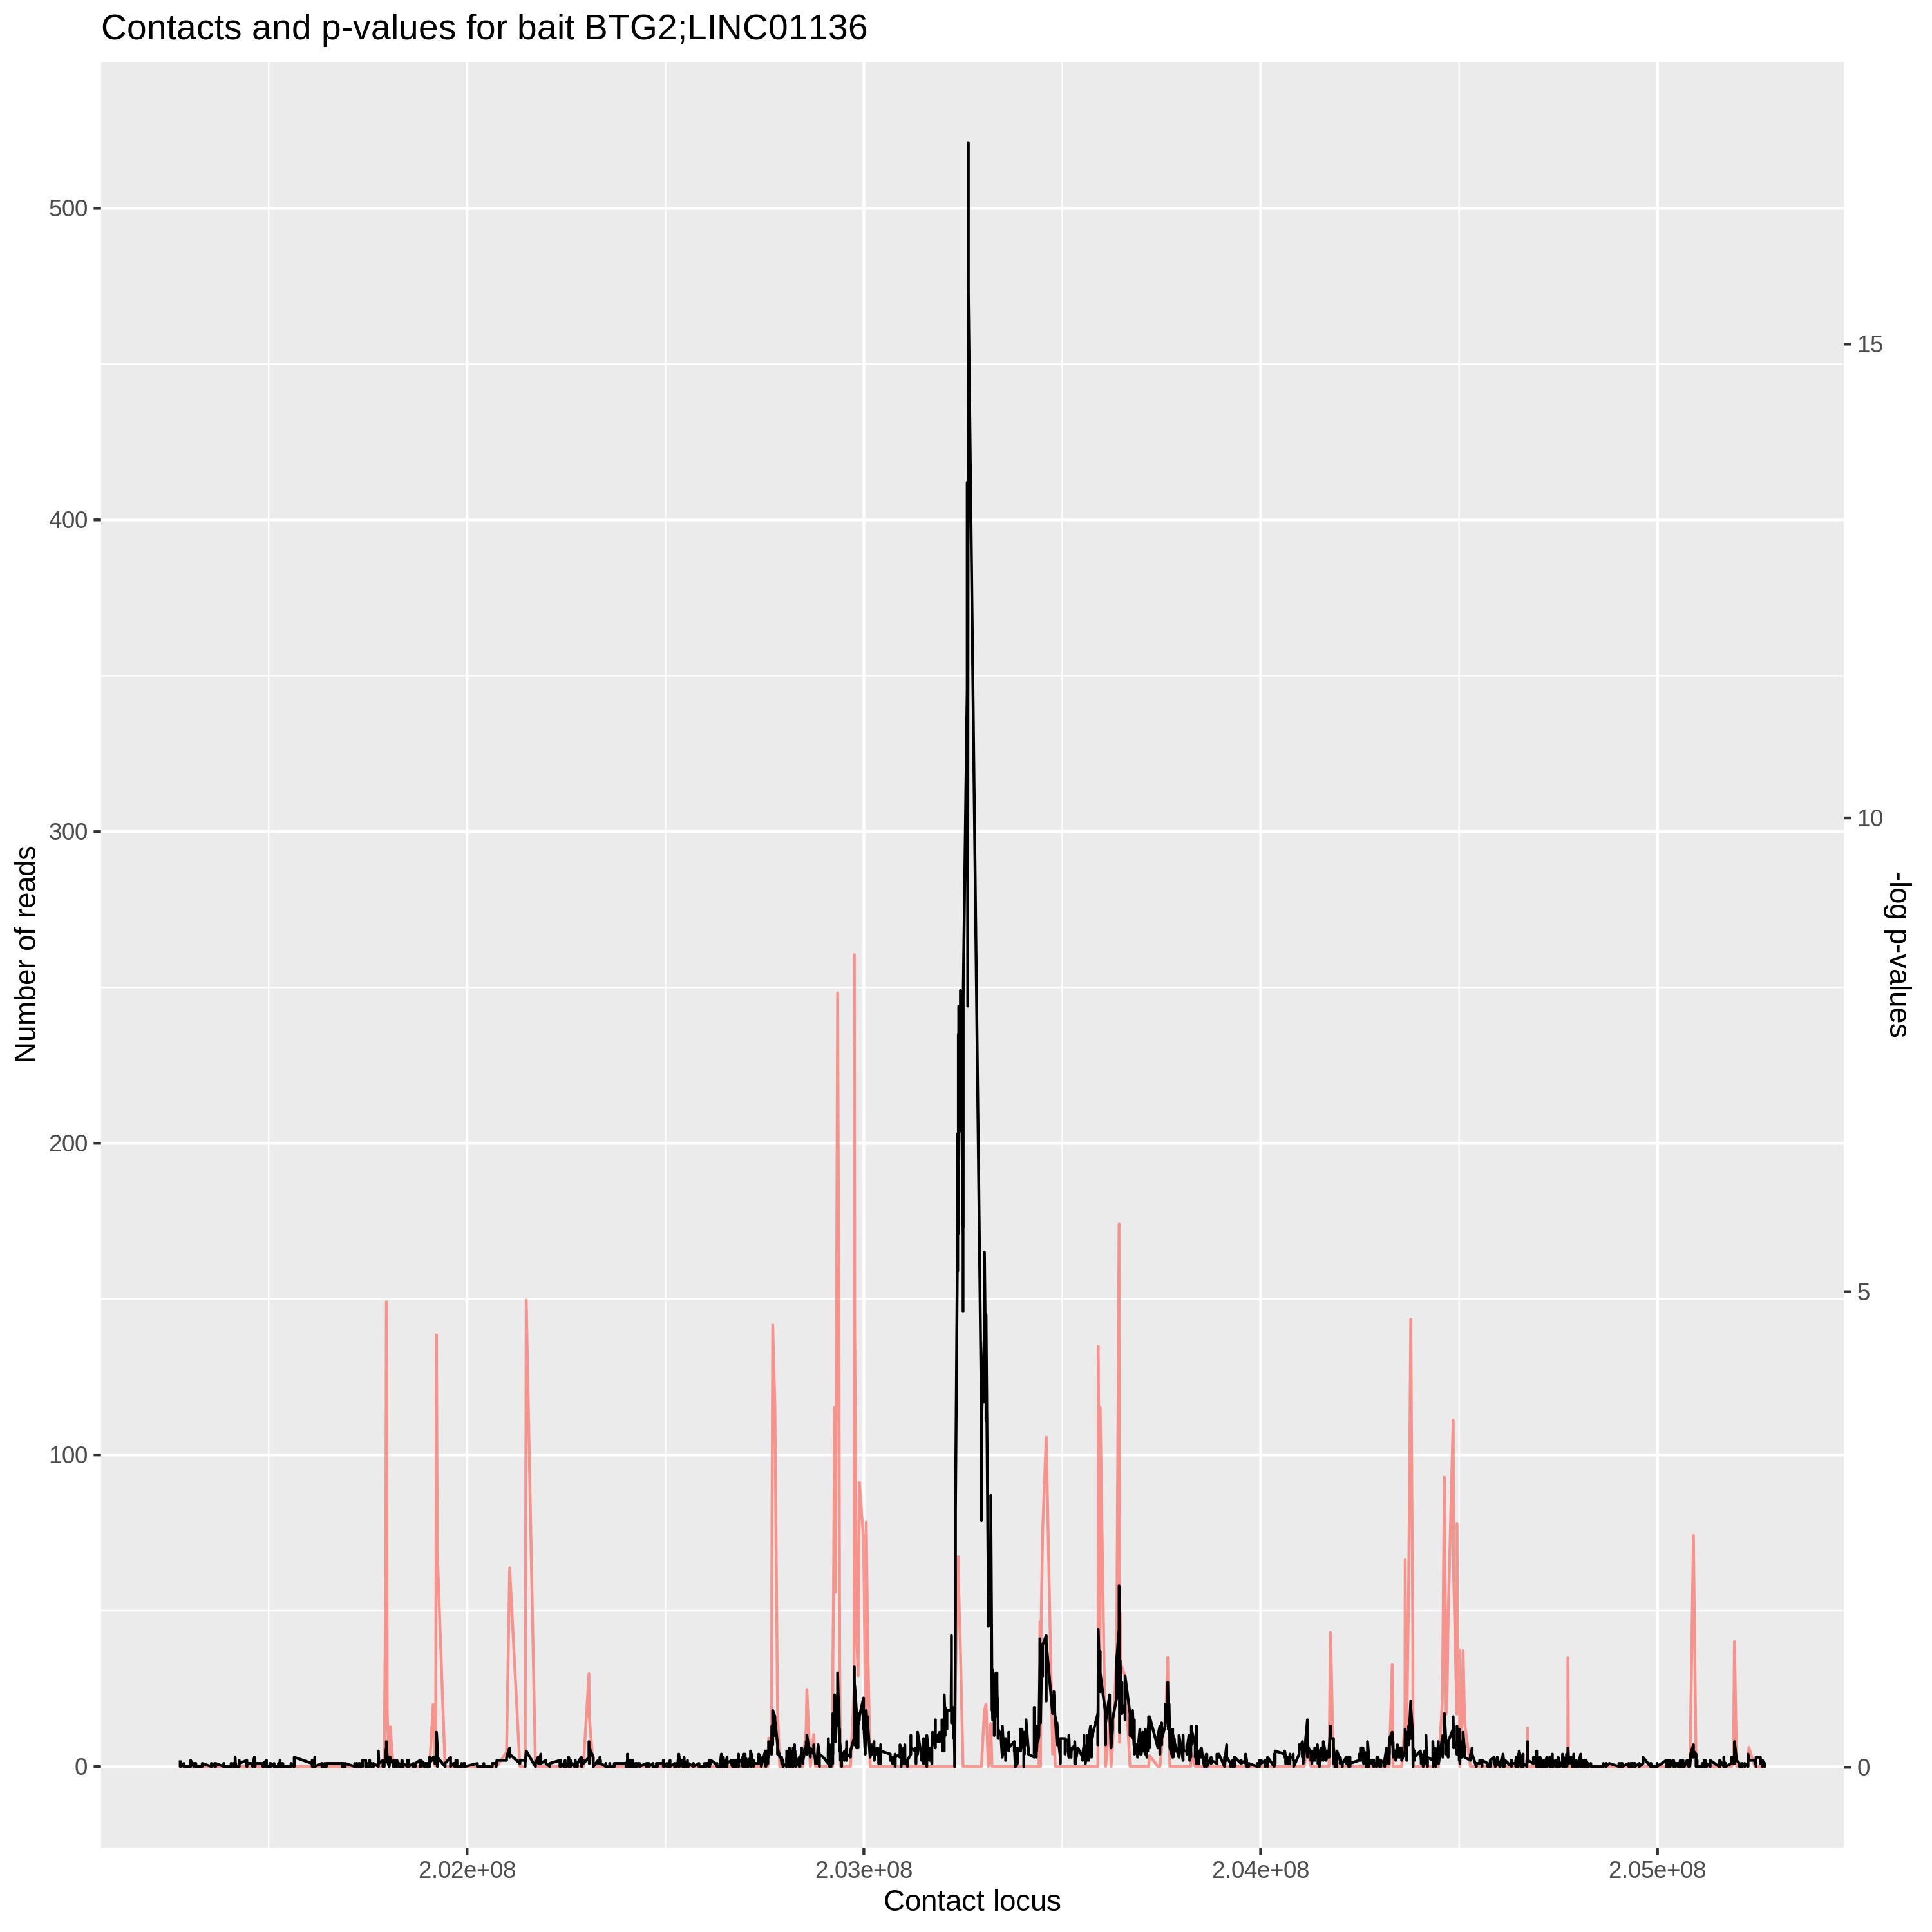 Contacts and p-values for bait BTG2;LINC01136
500
400
300
200
100
0
Number of reads
15
10
5
0
-log p-values
2.02e+08
2.03e+08
2.04e+08
2.05e+08
Contact locus